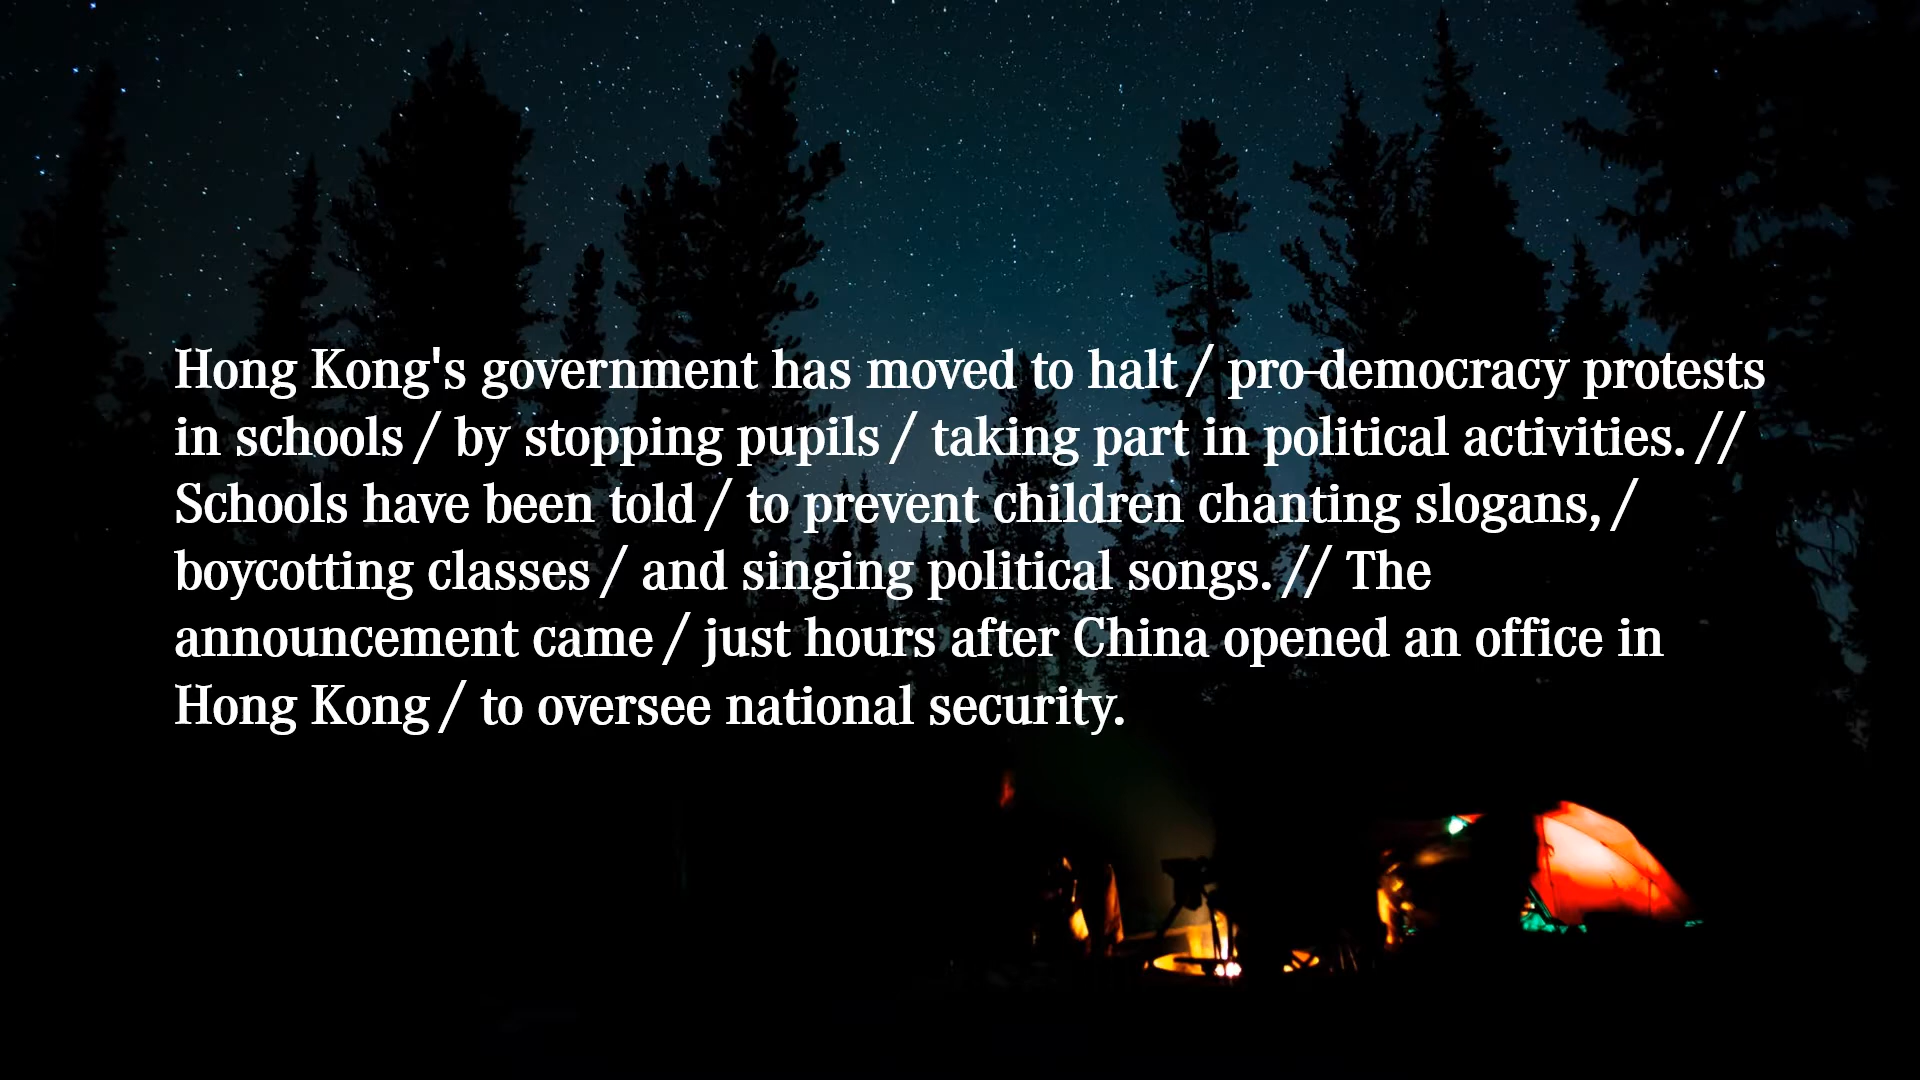 Hong Kong's government has moved to halt / pro-democracy protests
in schools / by stopping pupils / taking part in political activities. //
Schools have been told / to prevent children chanting slogans, /
boycotting classes / and singing political songs. // The
announcement came / just hours after China opened an office in
Hong Kong / to oversee national security.